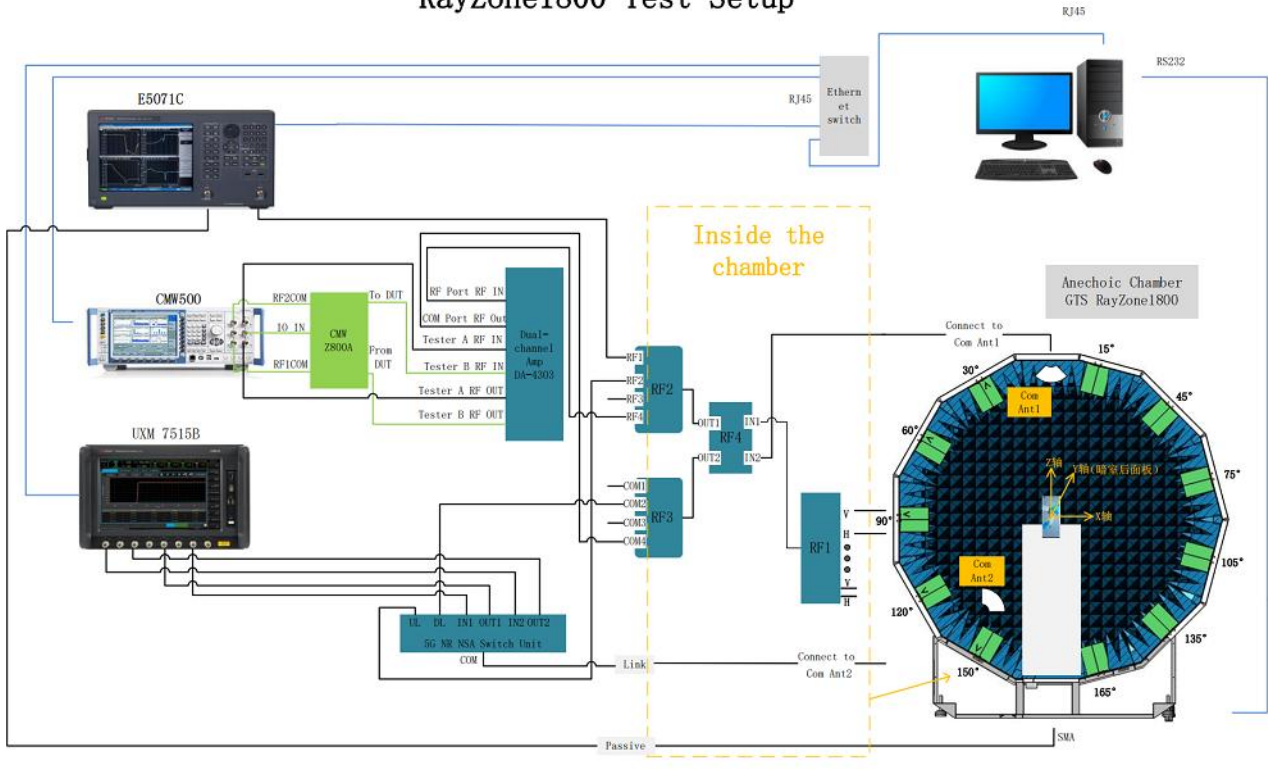 RayZone1800 Test Setup
RJ45
RS232
E5071C
RJ45
Ethern
et
switch
Inside the
chamber
Anechoic Chamber
GTS RayZone1800
CMW500
RF2COM
IO IN
RF1COM
CMW
Z800A
To DUT
From
DUT
RF Port RF IN
COM Port RF Out
Tester A RF IN
Tester B RF IN
Tester A RF OUT
Tester B RF OUT
Dual-
channel
Amp
DA-4303
Connect to
Com Ant1
RF1
RF2
RF3
RF4
RF2
OUT1
OUT2
RF4
IN1
IN2
COM1
COM2
COM3
COM4
RF3
RF1
V
H
V
H
15°
30°
45°
60°
75°
90°
105°
120°
135°
150°
165°
Com
Ant1
Z轴
Y轴(暗室后面板)
X轴
Com
Ant2
UXM 7515B
UL DL IN1 OUT1 IN2 OUT2
5G NR NSA Switch Unit
COM
Link
Connect to
Com Ant2
Passive
SMA